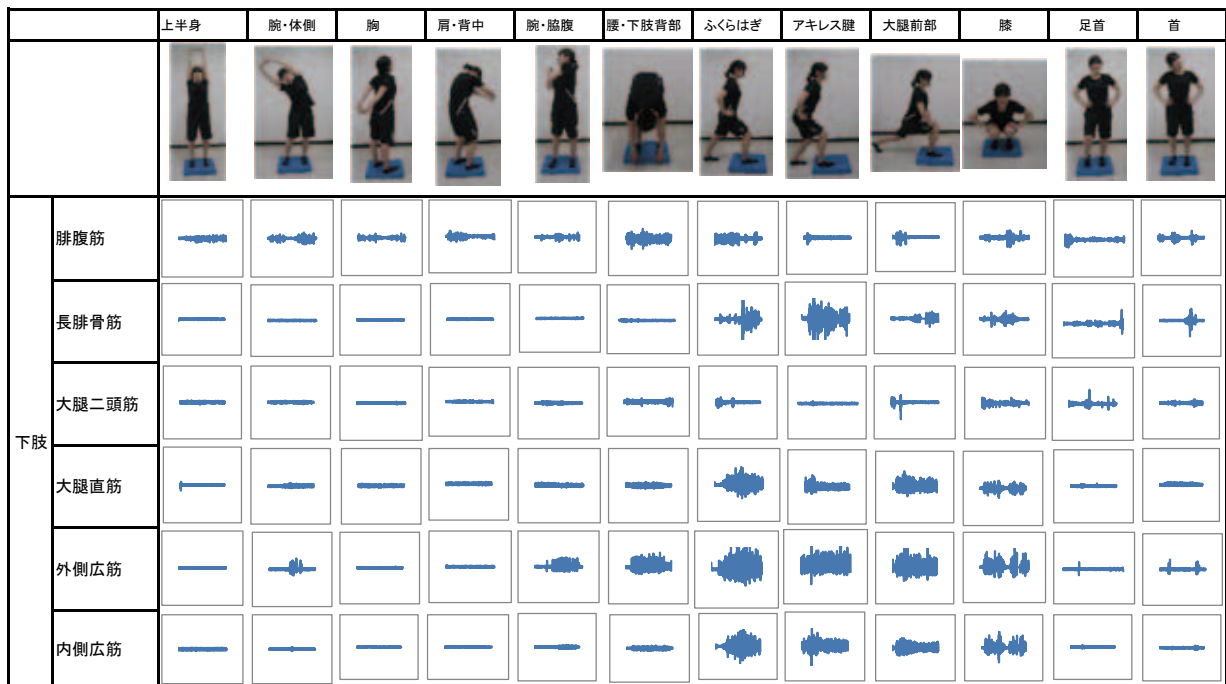 上半身 腕・体側 胸 肩・背中 腕・脇腹 腰・下肢背部 ふくらはぎ アキレス腱 大腿前部 膝 足首 首
下肢
腓腹筋
長腓骨筋
大腿二頭筋
大腿直筋
外側広筋
内側広筋